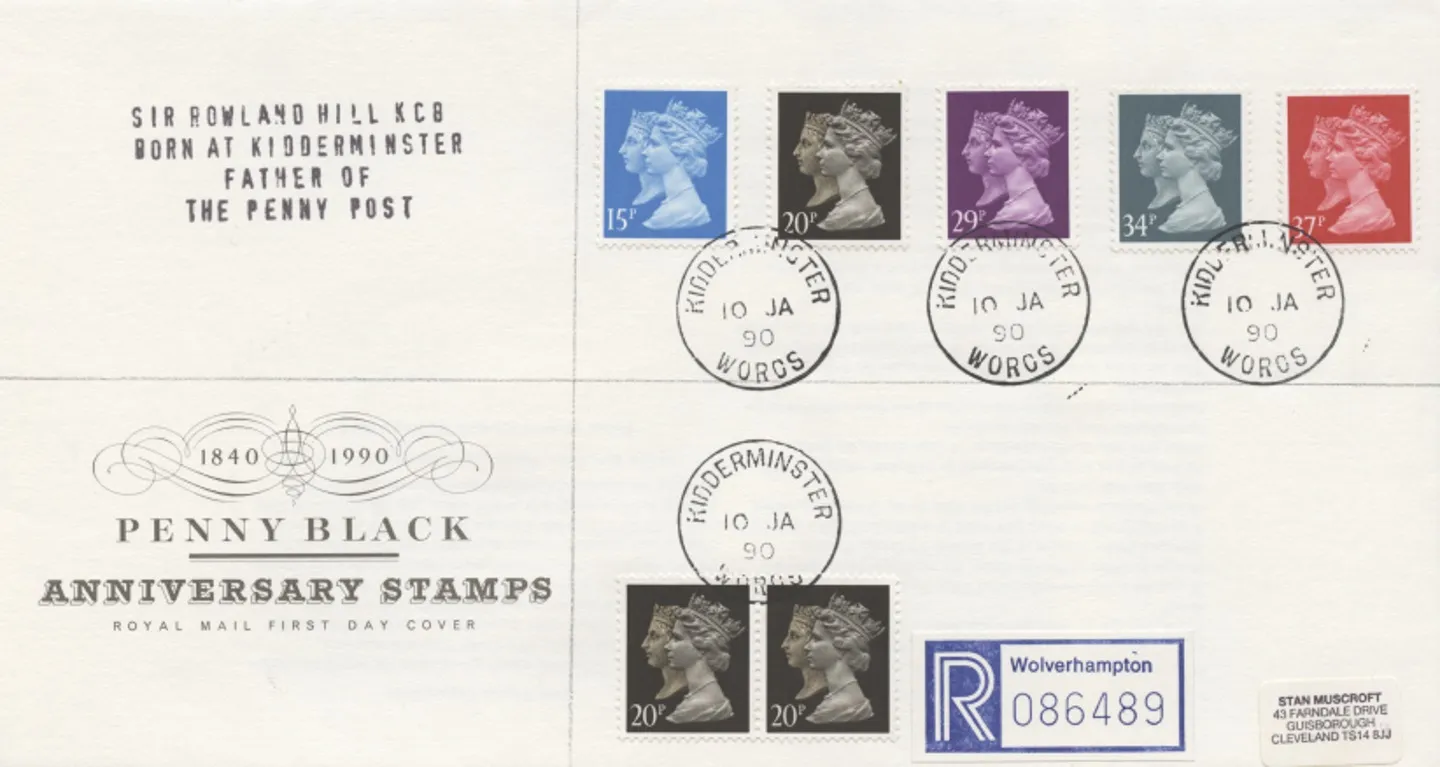 SIR ROWLAND HILL KCB
BORN AT KIDDERMINSTER
FATHER OF
THE PENNY POST
15P
20P
29P
34P
37P
KIDDERMINSTER
10 JA
90
WORCS
KIDDERMINSTER
10 JA
90
WORCS
KIDDERMINSTER
10 JA
90
WORCS
1840 1990
PENNY BLACK
ANNIVERSARY STAMPS
ROYAL MAIL FIRST DAY COVER
KIDDERMINSTER
10 JA
90
WORCS
20P
20P
R
Wolverhampton
086489
STAN MUSCROFT
43 FARNDALE DRIVE
GUISBOROUGH
CLEVELAND TS14 8JJ